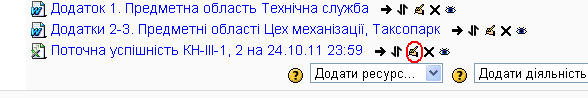 Додаток 1. Предметна область Технічна служба
Додатки 2-3. Предметні області Цех механізації, Таксопарк
Поточна успішність КН-III-1, 2 на 24.10.11 23:59
Додати ресурс... Додати діяльність